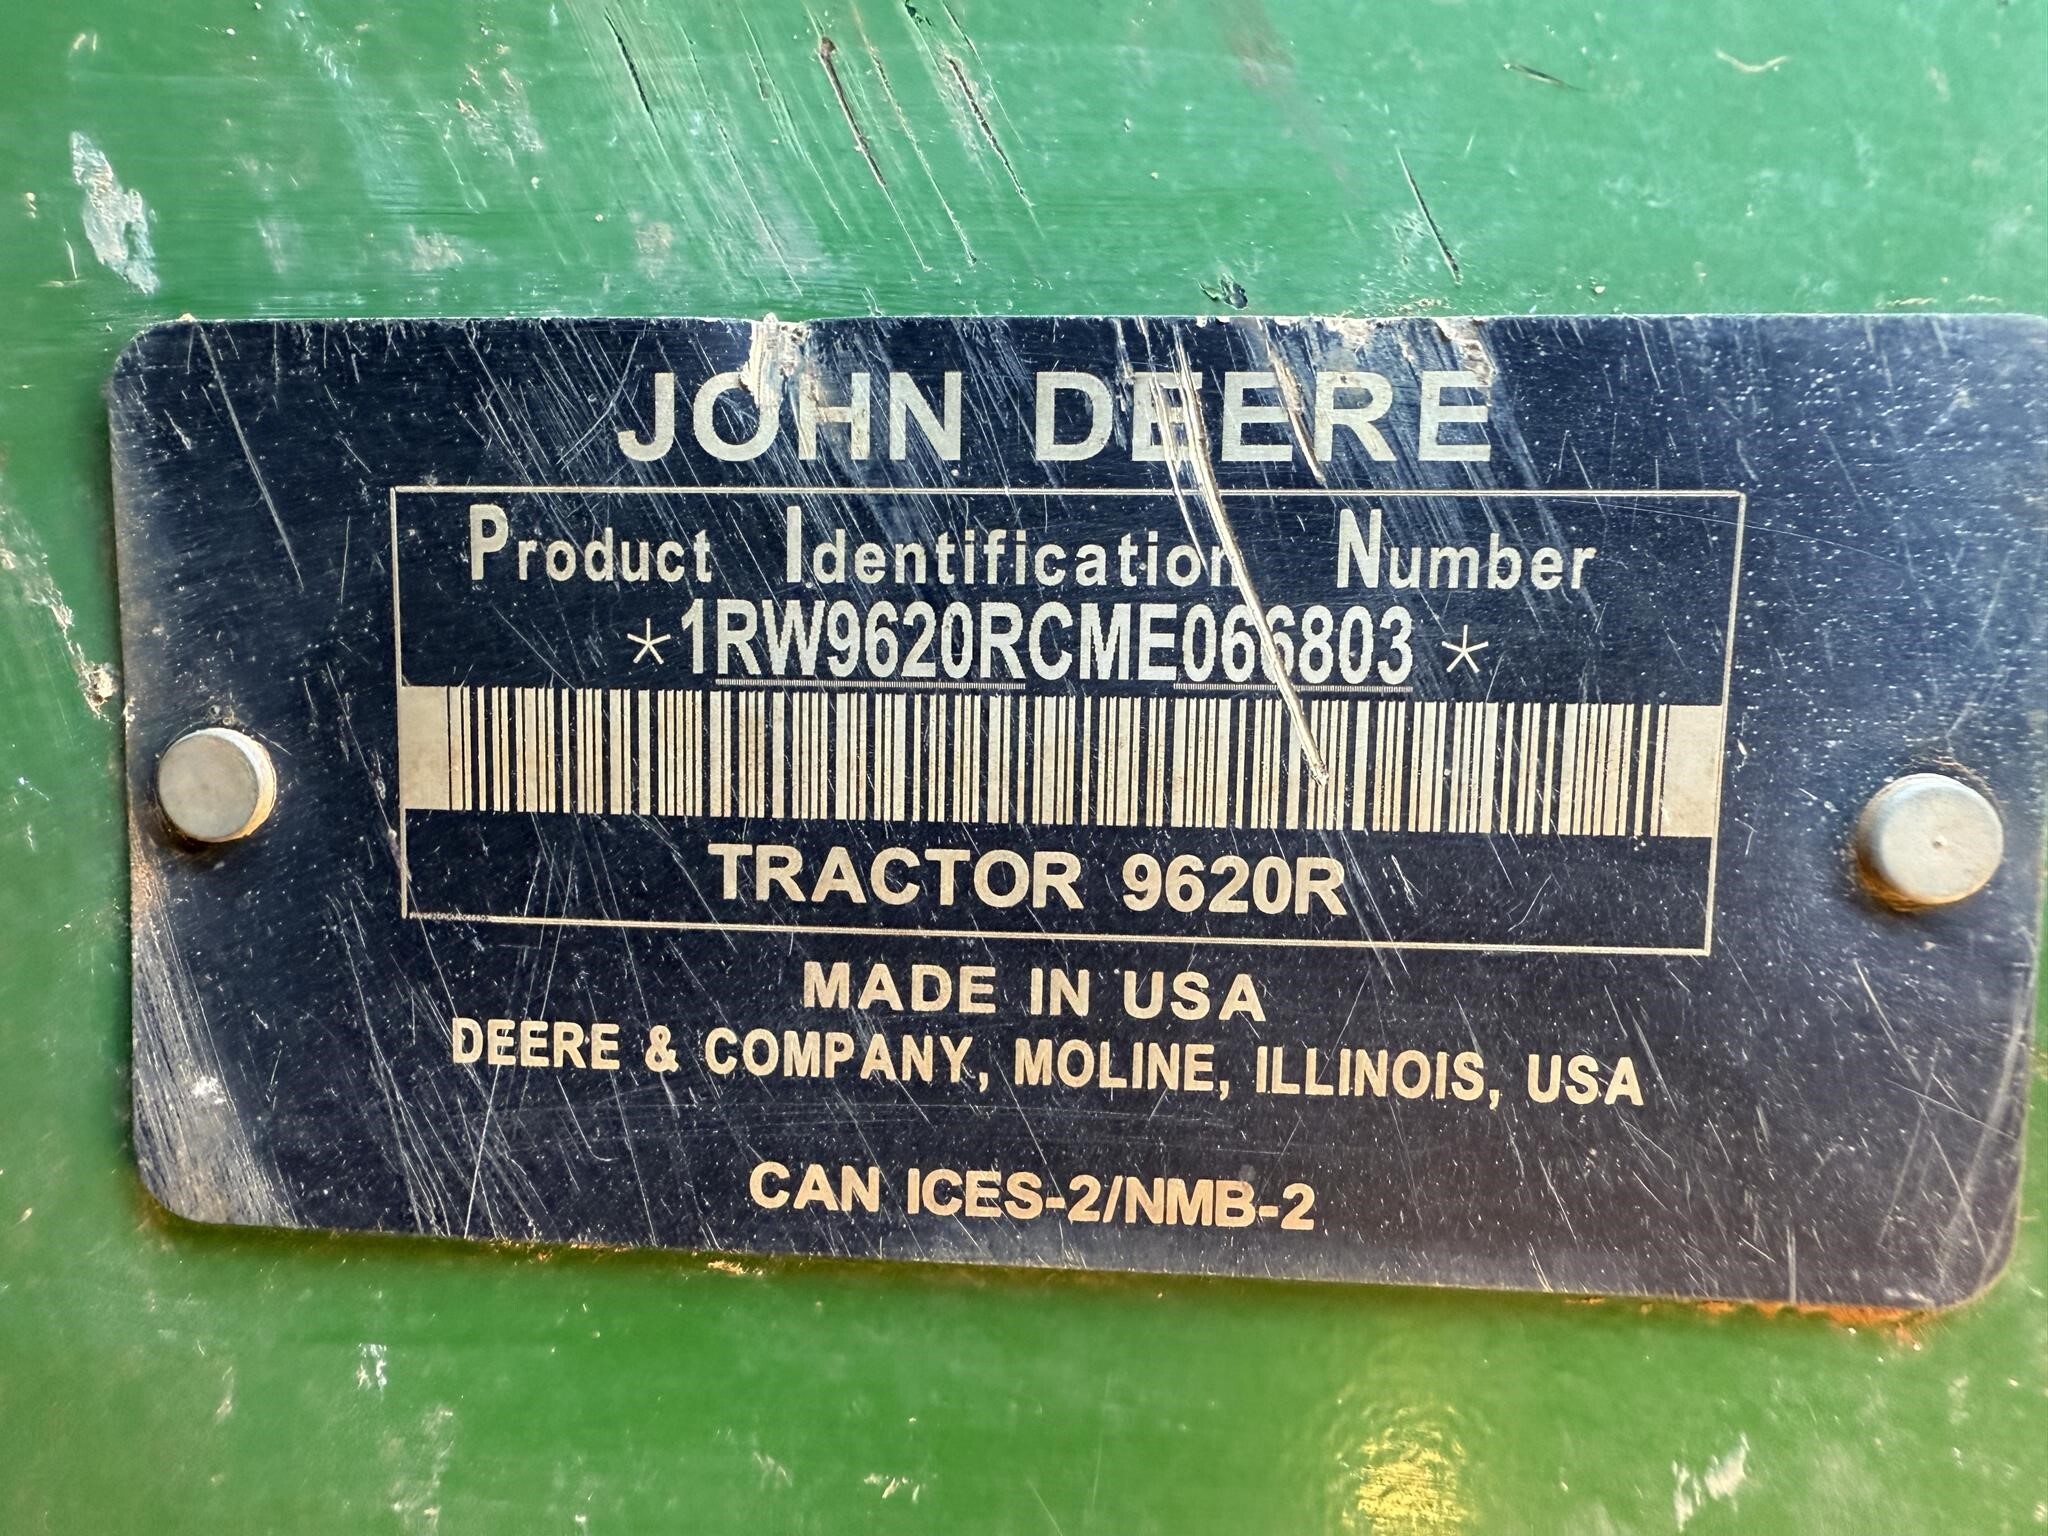 JOHN DEERE
Product Identification Number
*1RW9620RCME066803*
TRACTOR 9620R
RW9620RCME066803
MADE IN USA
DEERE & COMPANY, MOLINE, ILLINOIS, USA
CAN ICES-2/NMB-2